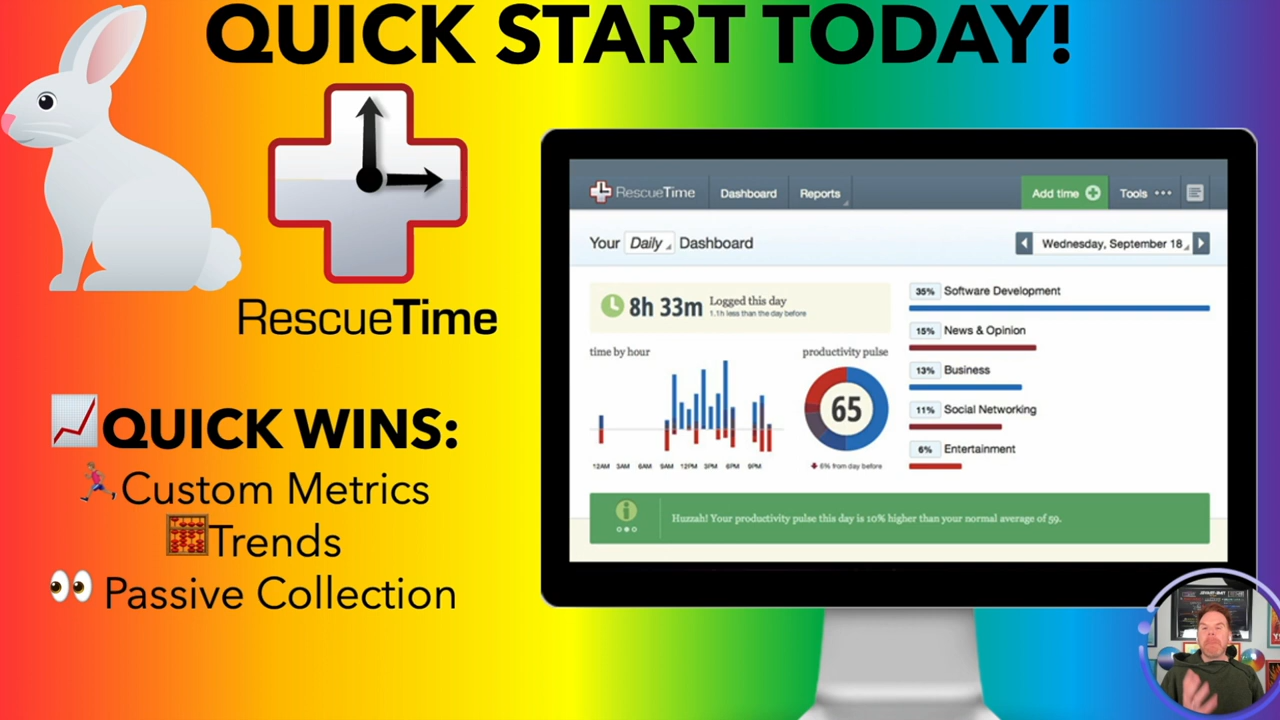 QUICK START TODAY!
RescueTime
QUICK WINS:
Custom Metrics
Trends
Passive Collection
RescueTime Dashboard Reports Add time Tools
Your Daily Dashboard Wednesday, September 18
8h 33m Logged this day
1.1h less than the day before
time by hour
12AM 3AM 6AM 9AM 12PM 3PM 6PM 9PM
productivity pulse
65
6% from day before
35% Software Development
15% News & Opinion
13% Business
11% Social Networking
6% Entertainment
Huzzah! Your productivity pulse this day is 10% higher than your normal average of 59.